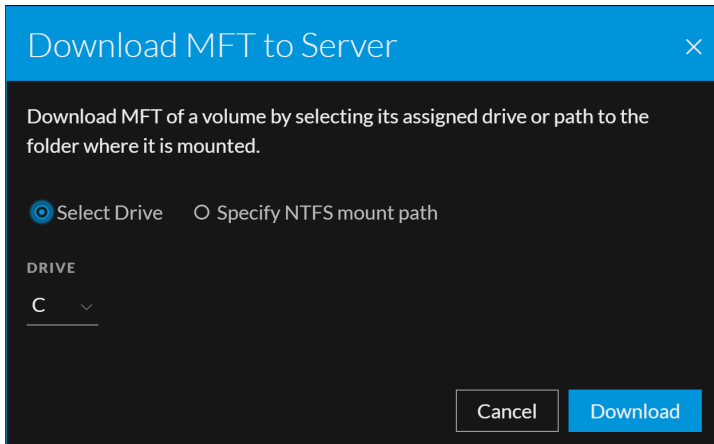 Download MFT to Server
Download MFT of a volume by selecting its assigned drive or path to the
folder where it is mounted.
Select Drive Specify NTFS mount path
DRIVE
C
Cancel Download